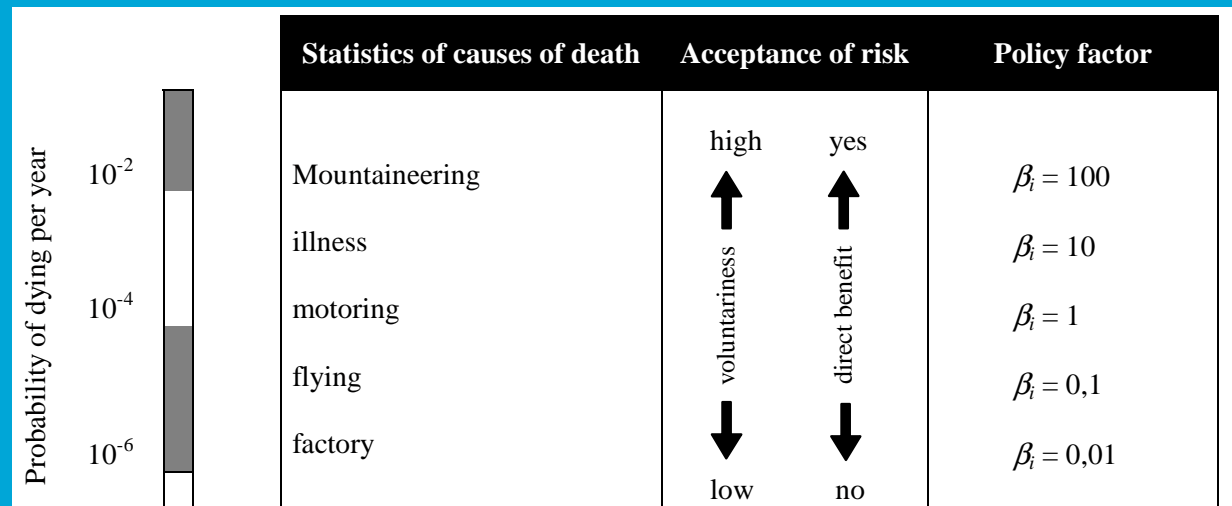 Statistics of causes of death Acceptance of risk Policy factor
high yes
10⁻² Mountaineering βᵢ = 100
illness βᵢ = 10
10⁻⁴ motoring βᵢ = 1
flying βᵢ = 0,1
10⁻⁶ factory βᵢ = 0,01
low no
Probability of dying per year
voluntariness
direct benefit